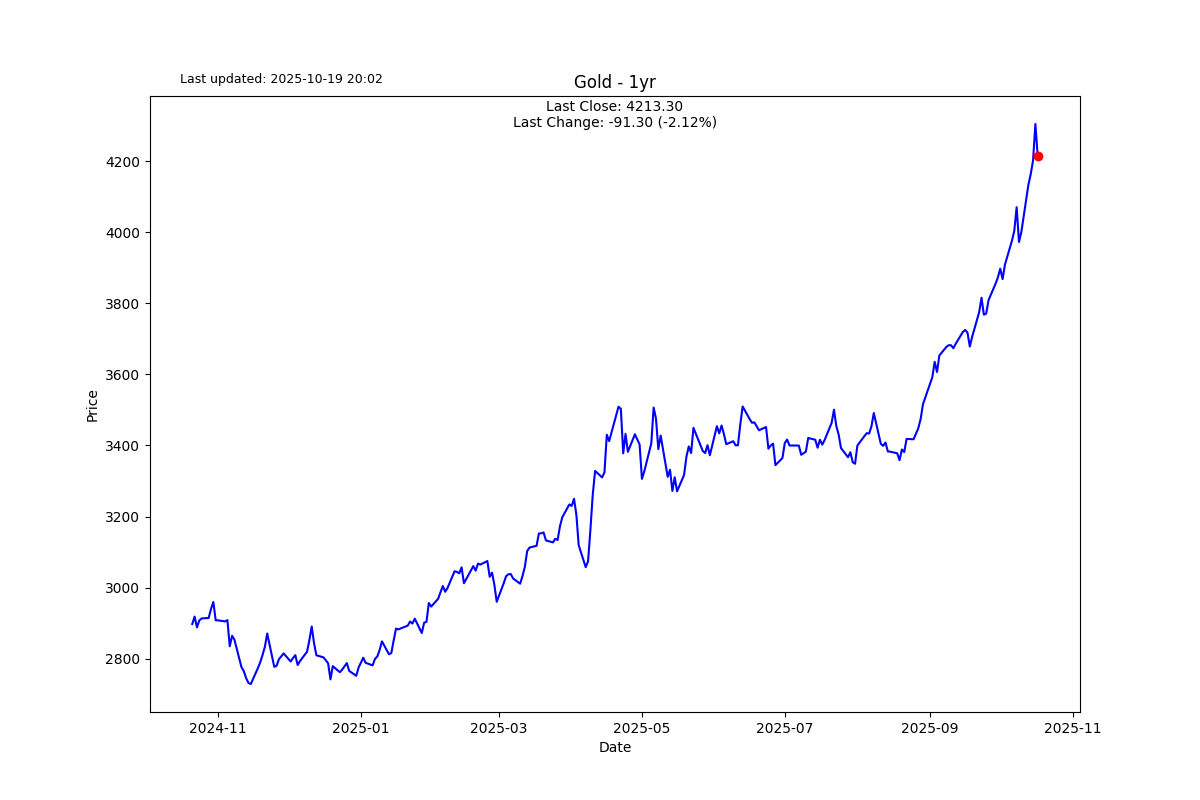 Last updated: 2025-10-19 20:02
Gold - 1yr
Last Close: 4213.30
Last Change: -91.30 (-2.12%)
4200
4000
3800
3600
3400
3200
3000
2800
Price
2024-11 2025-01 2025-03 2025-05 2025-07 2025-09 2025-11
Date